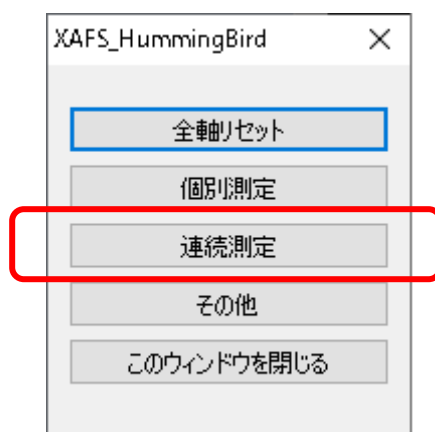 XAFS_HummingBird
全軸リセット
個別測定
連続測定
その他
このウィンドウを閉じる